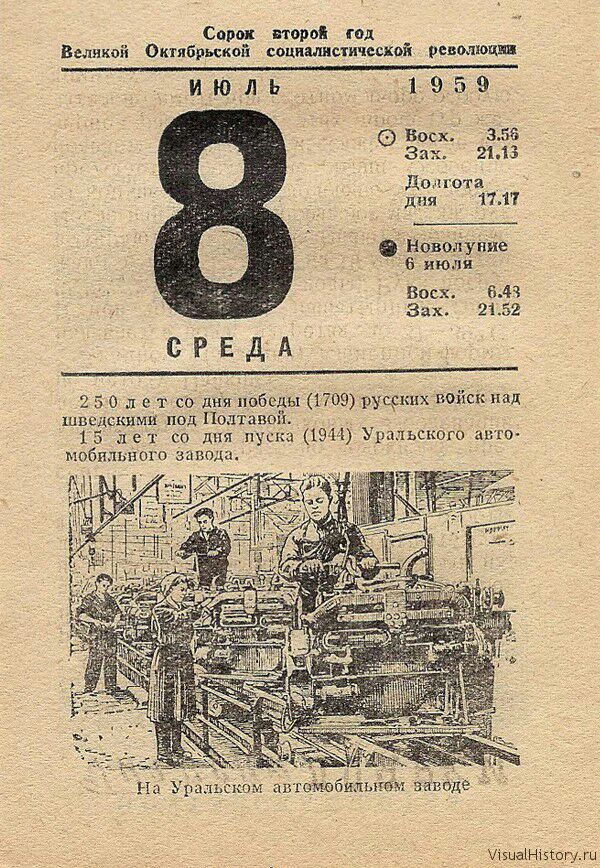 Сорок второй год
Великой Октябрьской социалистической революции
ИЮЛЬ 1959
8
Восх. 3.56
Зах. 21.13
Долгота
дня 17.17
Новолуние
6 июля
Восх. 6.43
Зах. 21.52
СРЕДА
250 лет со дня победы (1709) русских войск над
шведскими под Полтавой.
15 лет со дня пуска (1944) Уральского авто-
мобильного завода.
На Уральском автомобильном заводе
VisualHistory.ru